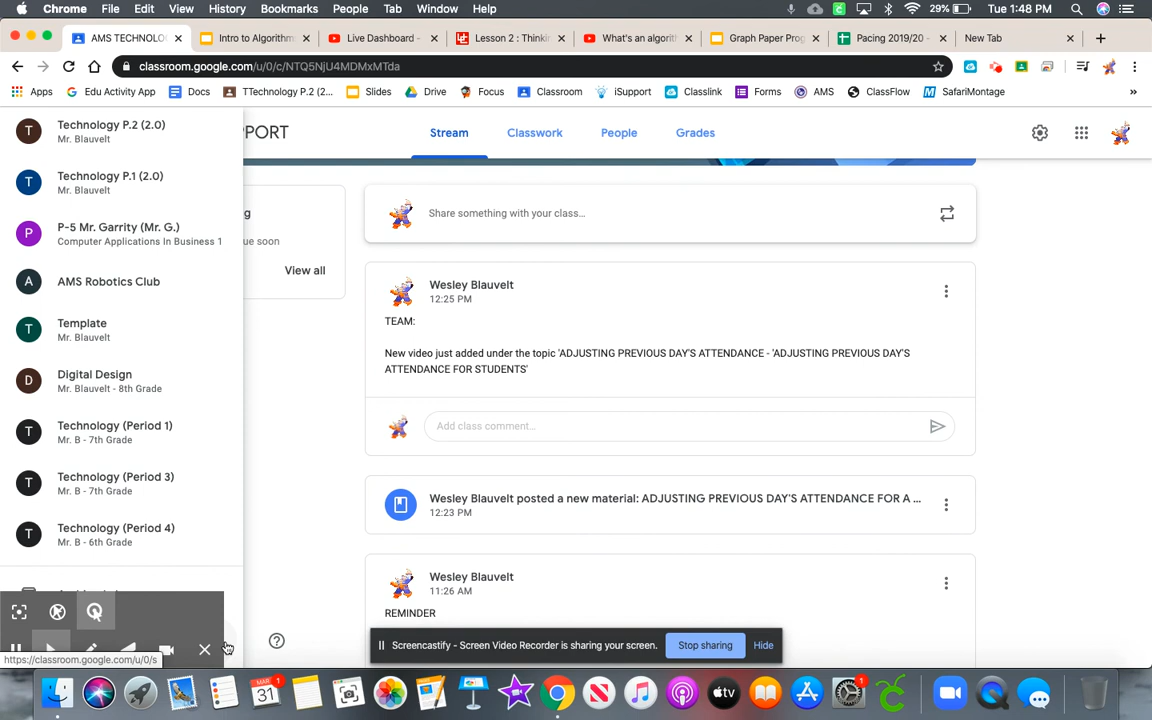 Chrome File Edit View History Bookmarks People Tab Window Help 29% Tue 1:48 PM
AMS TECHNOLO Intro to Algorithm Live Dashboard - Lesson 2 : Thinki What's an algorith Graph Paper Prog Pacing 2019/20 - New Tab
classroom.google.com/u/0/c/NTQ5NjU4MDMxMTda
Apps Edu Activity App Docs TTechnology P.2 (2... Slides Drive Focus Classroom iSupport Classlink Forms AMS ClassFlow SafariMontage »
PPORT Stream Classwork People Grades
T Technology P.2 (2.0)
Mr. Blauvelt
T Technology P.1 (2.0)
Mr. Blauvelt
P P-5 Mr. Garrity (Mr. G.)
Computer Applications In Business 1
A AMS Robotics Club
T Template
Mr. Blauvelt
D Digital Design
Mr. Blauvelt - 8th Grade
T Technology (Period 1)
Mr. B - 7th Grade
T Technology (Period 3)
Mr. B - 7th Grade
T Technology (Period 4)
Mr. B - 6th Grade
https://classroom.google.com/u/0/s
g
ue soon
View all
Share something with your class...
Wesley Blauvelt
12:25 PM
TEAM:
New video just added under the topic 'ADJUSTING PREVIOUS DAY'S ATTENDANCE - 'ADJUSTING PREVIOUS DAY'S
ATTENDANCE FOR STUDENTS'
Add class comment...
Wesley Blauvelt posted a new material: ADJUSTING PREVIOUS DAY'S ATTENDANCE FOR A ...
12:23 PM
Wesley Blauvelt
11:26 AM
REMINDER
Screencastify - Screen Video Recorder is sharing your screen. Stop sharing Hide
MAR 31 1 1
tv